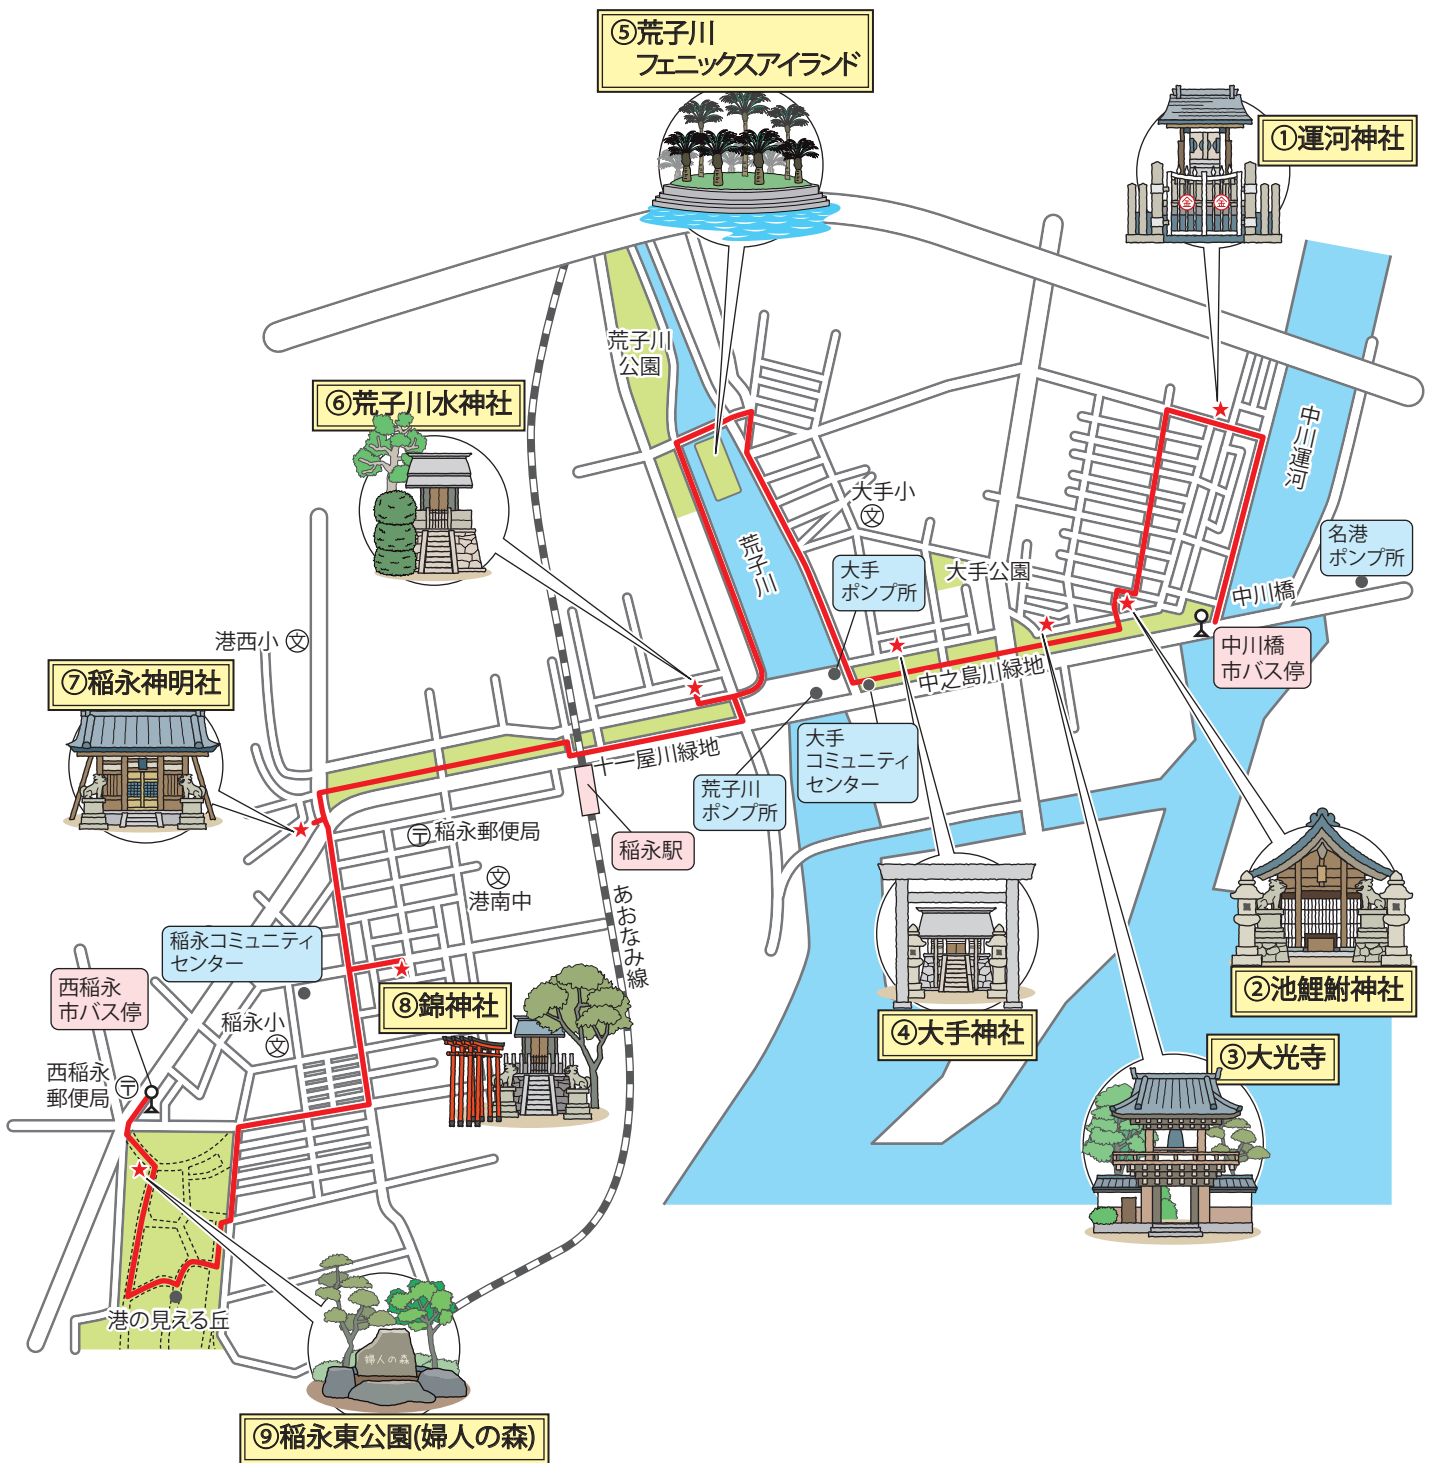 ⑤荒子川
フェニックスアイランド
①運河神社
金
金
荒子川
公園
⑥荒子川水神社
中川運河
大手小
文
荒子川
大手
ポンプ所
大手公園
名港
ポンプ所
中川橋
中川橋
市バス停
港西小 文
⑦稲永神明社
中之島川緑地
十一屋川緑地
大手
コミュニティ
センター
荒子川
ポンプ所
稲永駅
〒稲永郵便局
文
港南中
あおなみ線
稲永コミュニティ
センター
西稲永
市バス停
⑧錦神社
稲永小
文
西稲永
郵便局
〒
④大手神社
②池鯉鮒神社
③大光寺
港の見える丘
婦人の森
⑨稲永東公園(婦人の森)